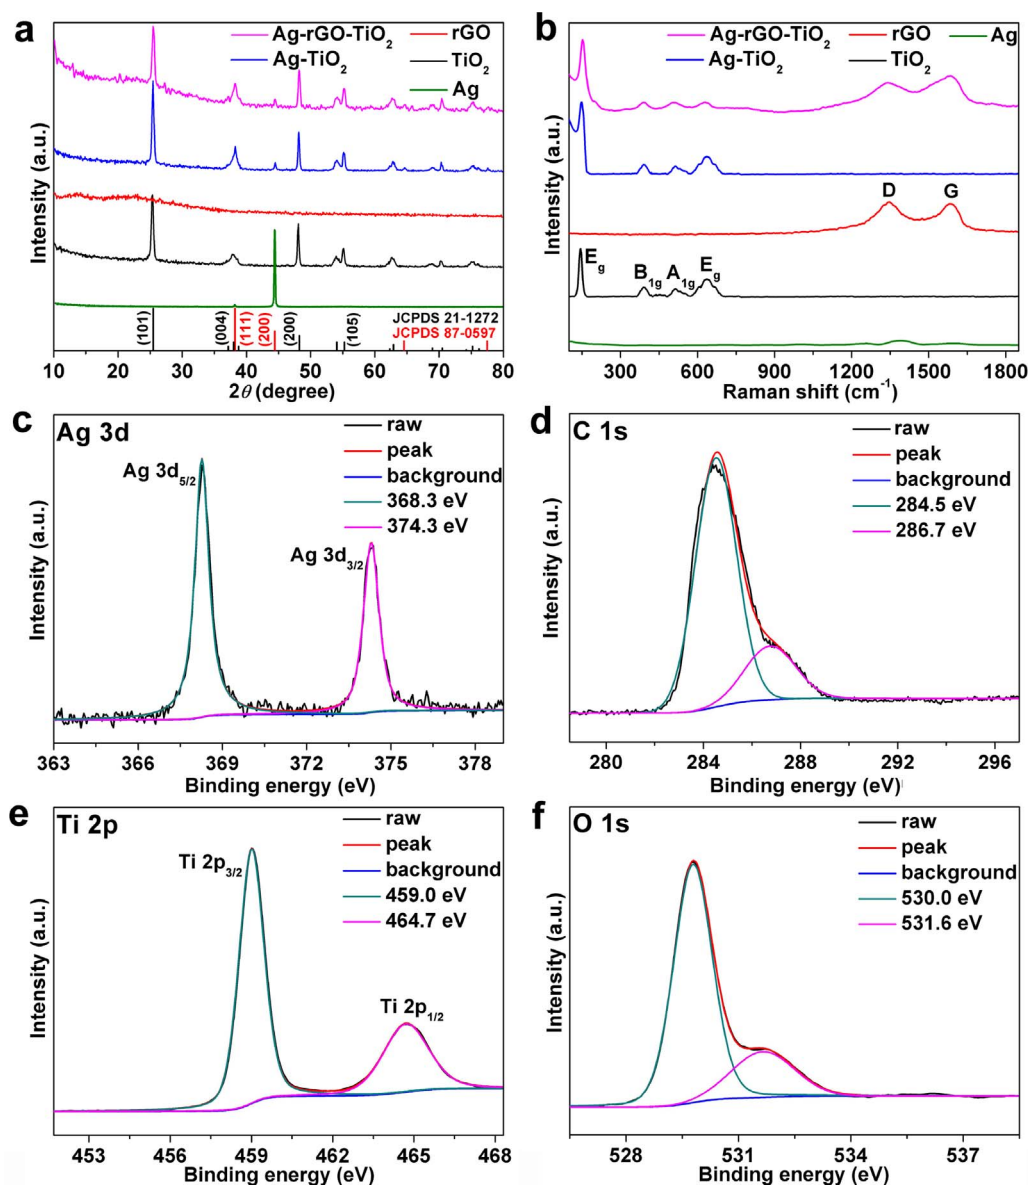 a
Ag-rGO-TiO2
rGO
Ag-TiO2
TiO2
Ag
Intensity (a.u.)
(101)
(004)
(111)
(200)
(200)
(105)
JCPDS 21-1272
JCPDS 87-0597
10 20 30 40 50 60 70 80
2θ (degree)
b
Ag-rGO-TiO2
rGO
Ag
Ag-TiO2
TiO2
Intensity (a.u.)
D
G
Eg
B1g
A1g
Eg
300 600 900 1200 1500 1800
Raman shift (cm-1)
c
Ag 3d
raw
peak
background
368.3 eV
374.3 eV
Ag 3d5/2
Ag 3d3/2
Intensity (a.u.)
363 366 369 372 375 378
Binding energy (eV)
d
C 1s
raw
peak
background
284.5 eV
286.7 eV
Intensity (a.u.)
280 284 288 292 296
Binding energy (eV)
e
Ti 2p
raw
peak
background
459.0 eV
464.7 eV
Ti 2p3/2
Ti 2p1/2
Intensity (a.u.)
453 456 459 462 465 468
Binding energy (eV)
f
O 1s
raw
peak
background
530.0 eV
531.6 eV
Intensity (a.u.)
528 531 534 537
Binding energy (eV)